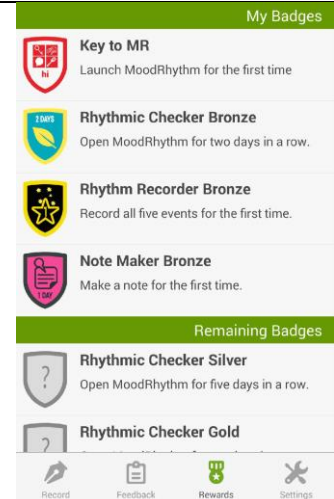 My Badges
hi
Key to MR
Launch MoodRhythm for the first time
2 DAYS
Rhythmic Checker Bronze
Open MoodRhythm for two days in a row.
Rhythm Recorder Bronze
Record all five events for the first time.
1 DAY
Note Maker Bronze
Make a note for the first time.
Remaining Badges
?
Rhythmic Checker Silver
Open MoodRhythm for five days in a row.
?
Rhythmic Checker Gold
Record
Feedback
Rewards
Settings